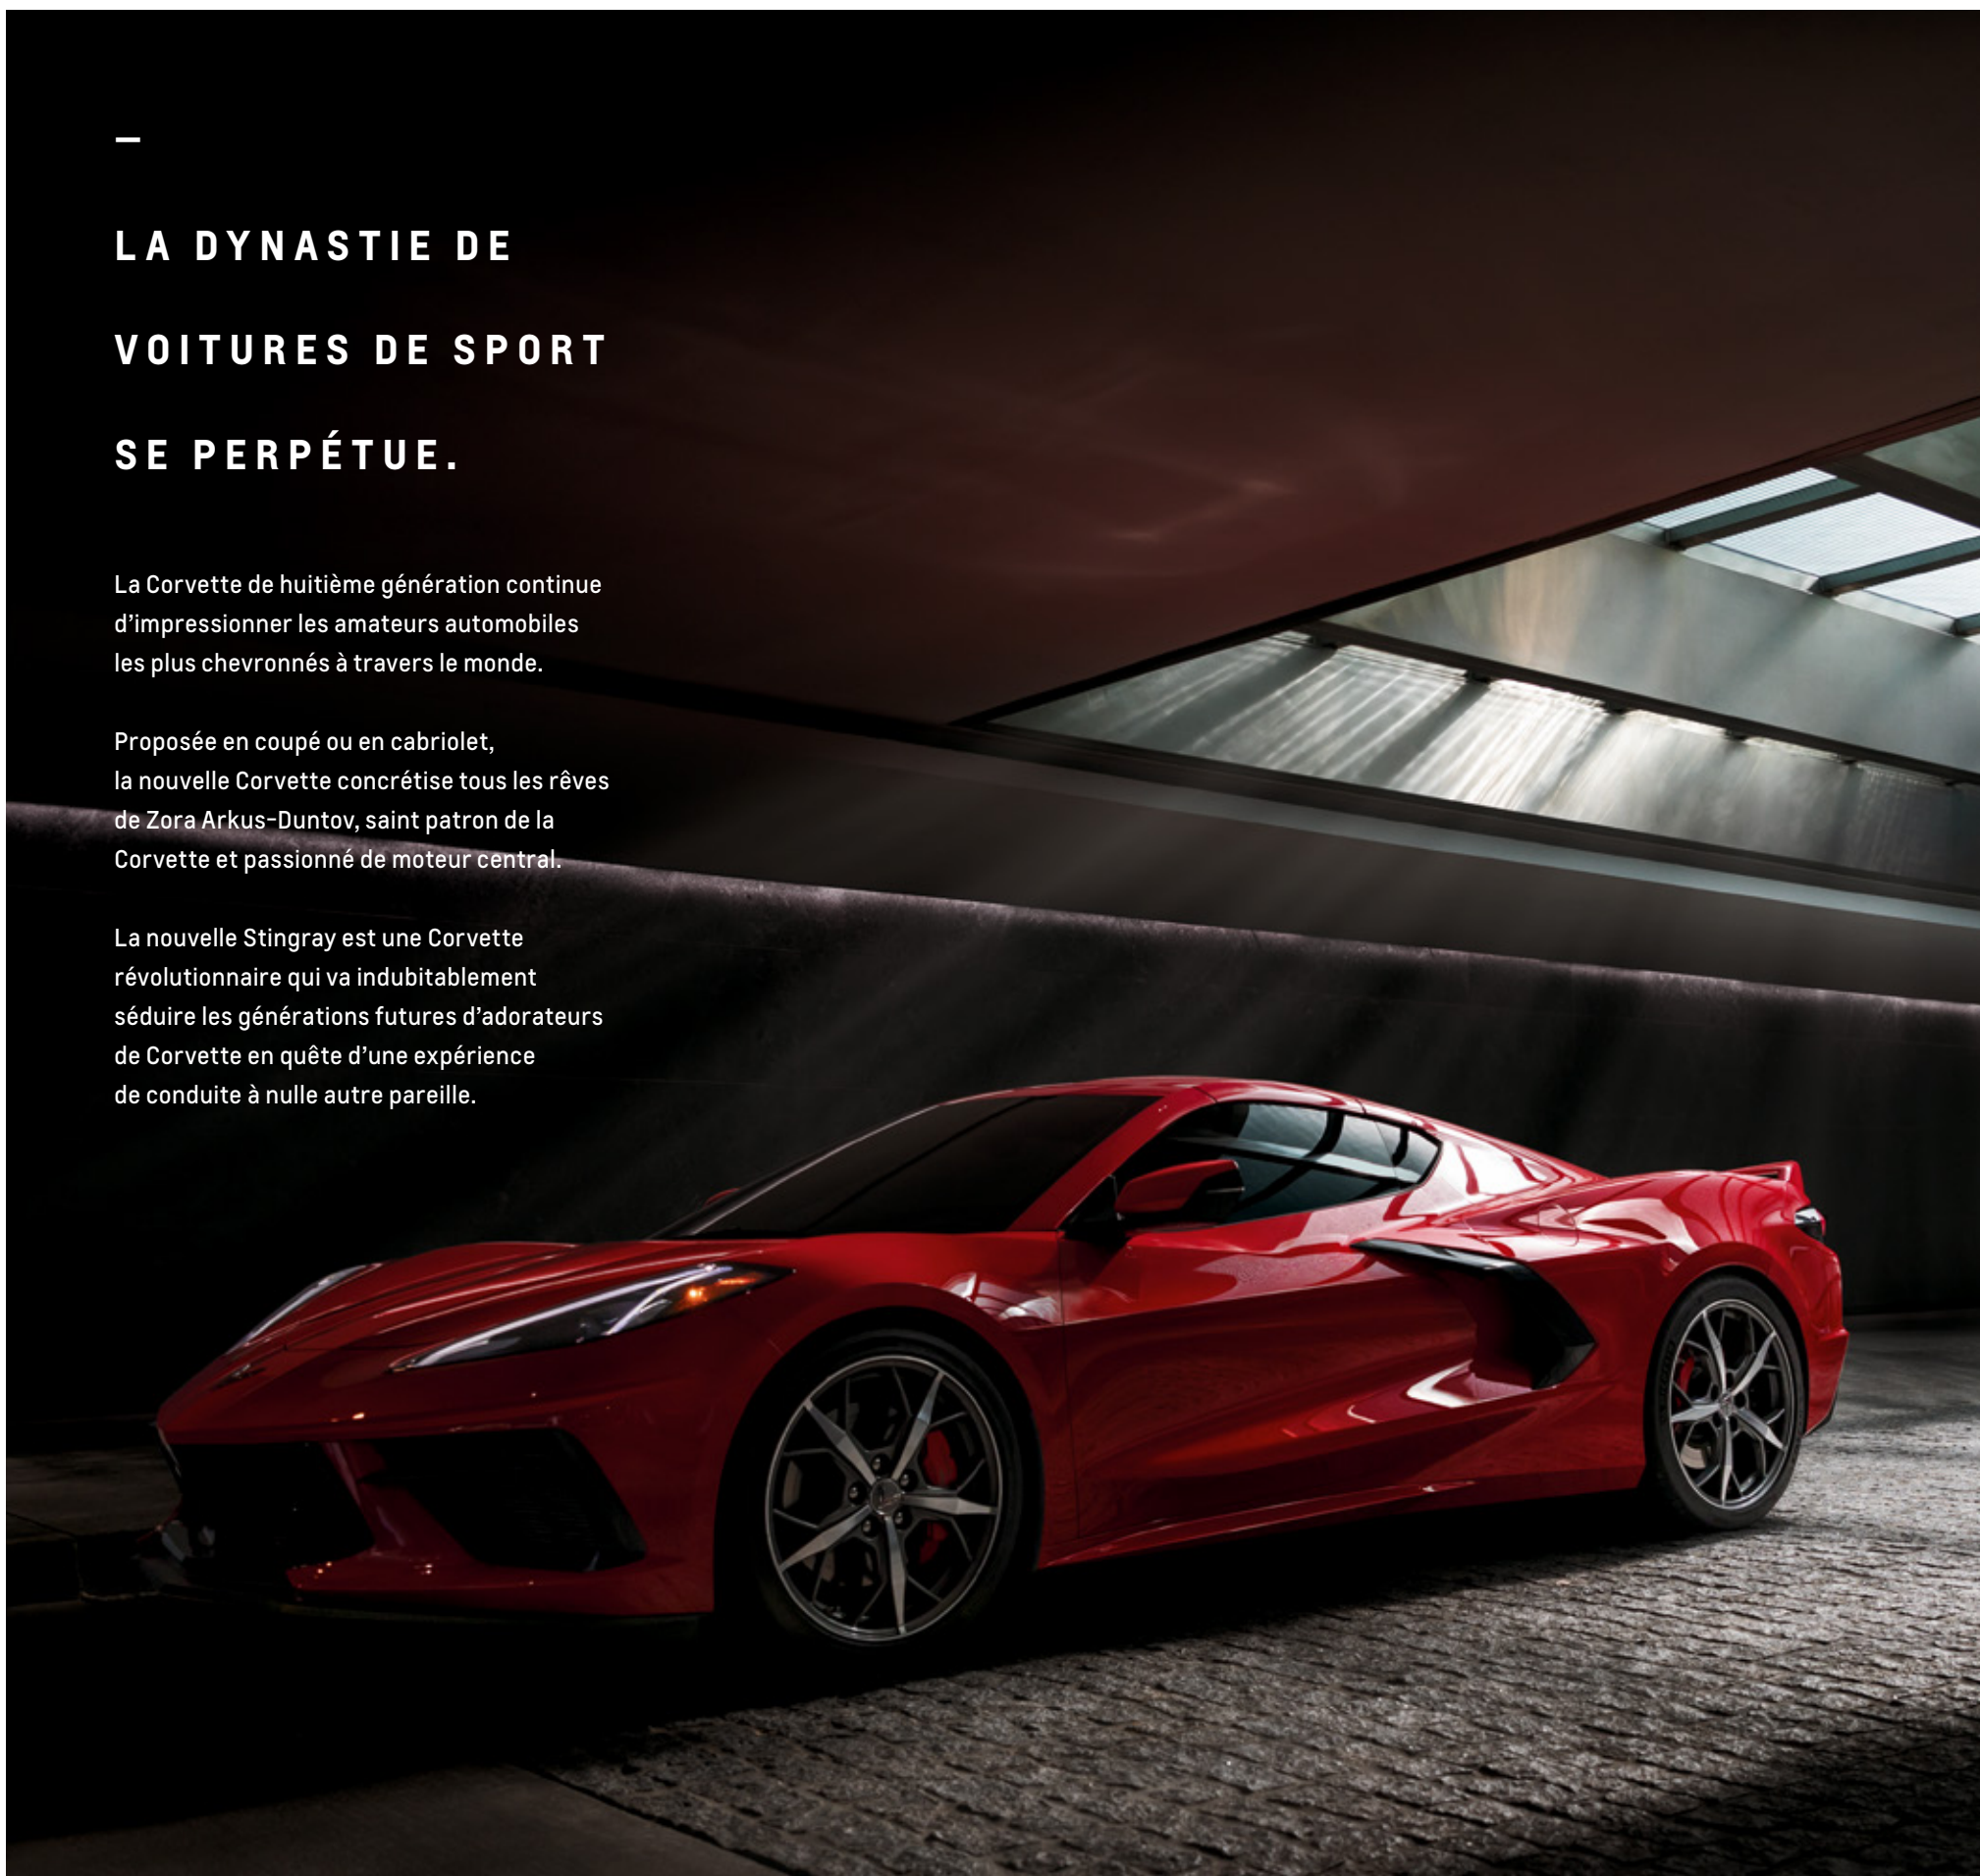 LA DYNASTIE DE
VOITURES DE SPORT
SE PERPÉTUE.
La Corvette de huitième génération continue
d’impressionner les amateurs automobiles
les plus chevronnés à travers le monde.
Proposée en coupé ou en cabriolet,
la nouvelle Corvette concrétise tous les rêves
de Zora Arkus-Duntov, saint patron de la
Corvette et passionné de moteur central.
La nouvelle Stingray est une Corvette
révolutionnaire qui va indubitablement
séduire les générations futures d’adorateurs
de Corvette en quête d’une expérience
de conduite à nulle autre pareille.